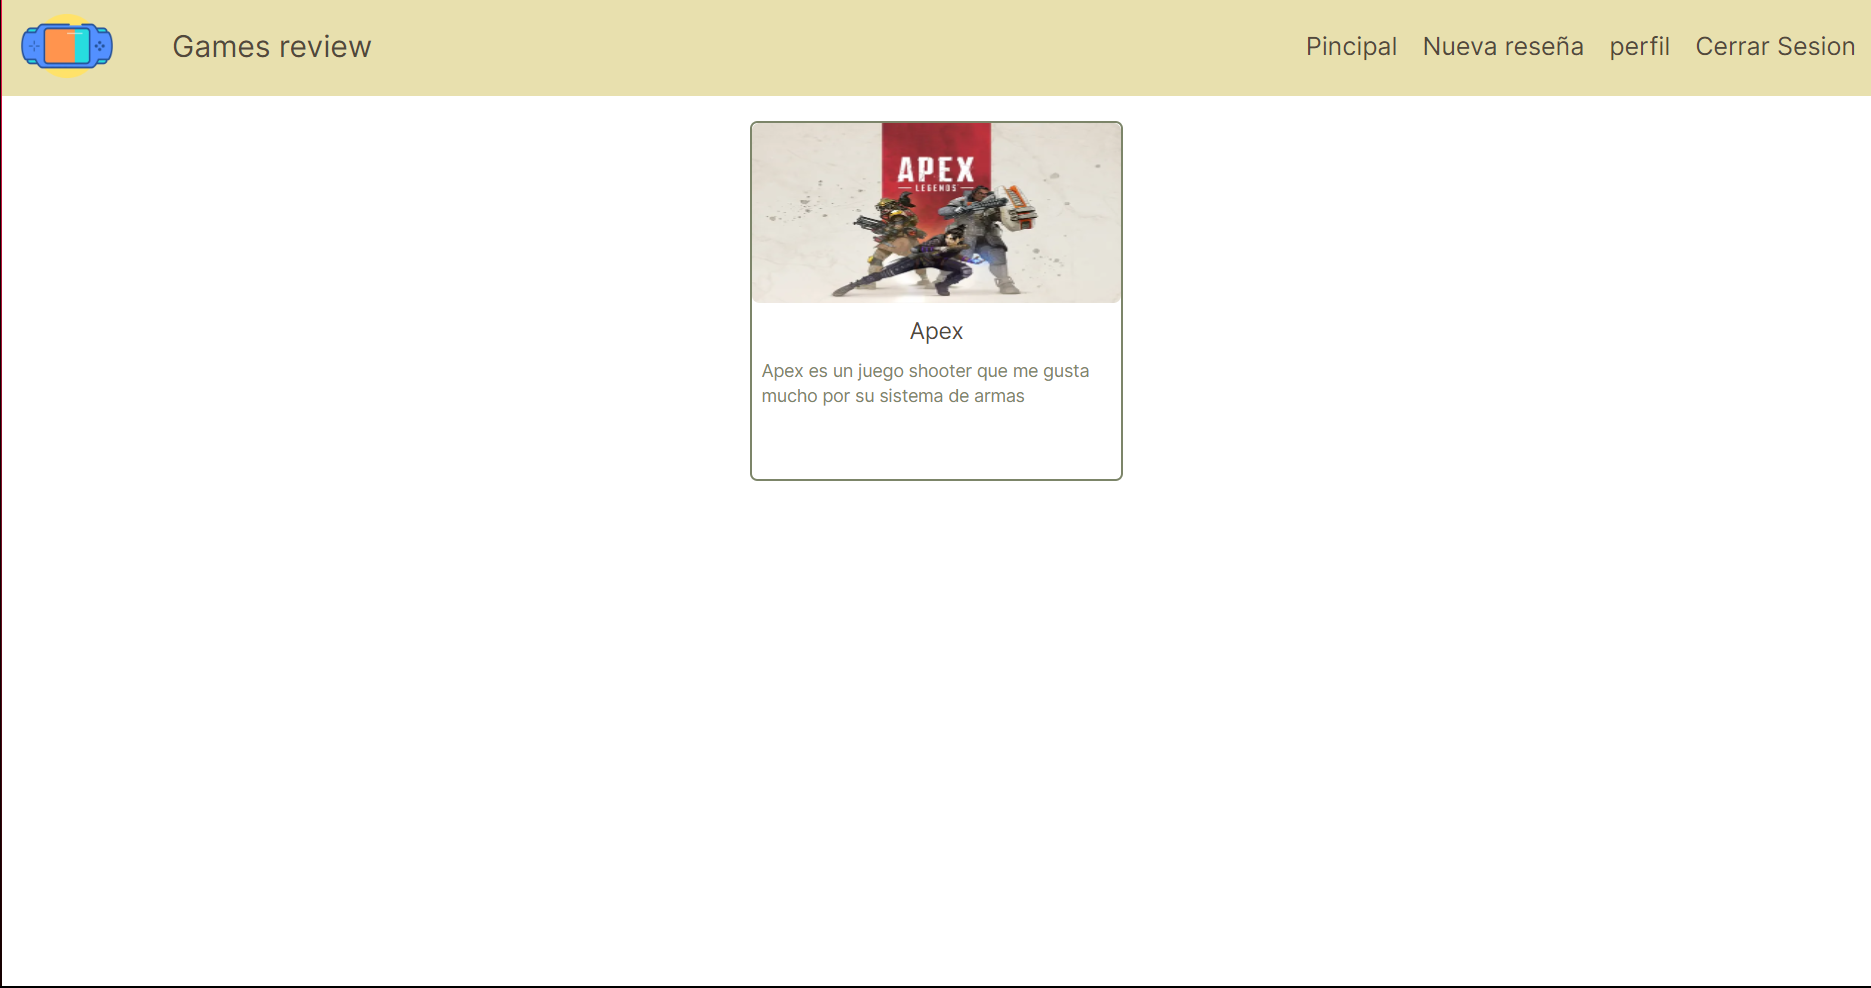 Games review
Pincipal
Nueva reseña
perfil
Cerrar Sesion
APEX
LEGENDS
Apex
Apex es un juego shooter que me gusta
mucho por su sistema de armas